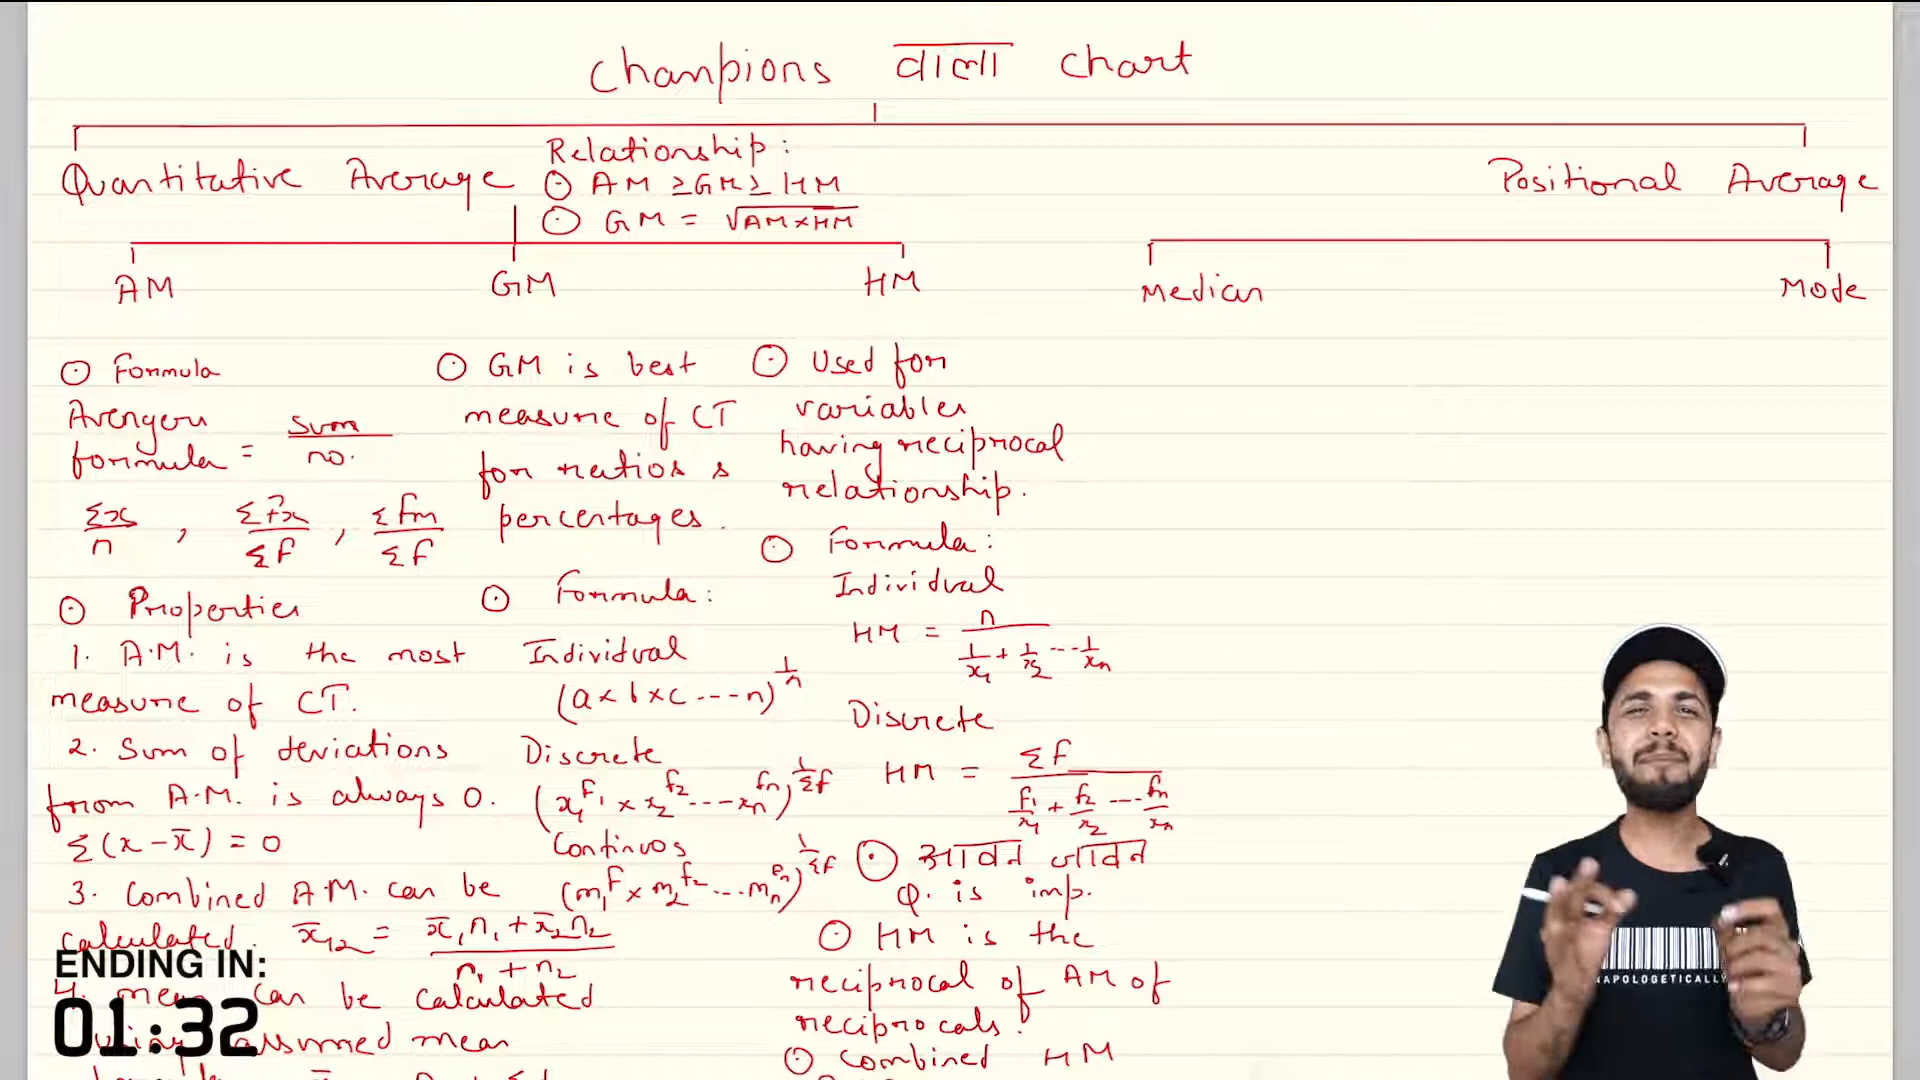 Champions वाला chart
Quantitative Average
Relationship:
⊙ AM ≥ GM ≥ HM
⊙ GM = √AM×HM
Positional Average
AM
GM
HM
Median
Mode
⊙ Formula
Avengers formula = sum / no.
Σx/n , Σfx/Σf , Σfm/Σf
⊙ Properties
1. A.M. is the most
measure of CT.
2. Sum of deviations
from A.M. is always 0.
Σ(x-x̄) = 0
3. Combined A.M. can be
calculated. x̄₁₂ = (x̄₁n₁ + x̄₂n₂) / (n₁ + n₂)
4. mean can be calculated
assumed mean
⊙ GM is best
measure of CT
for ratios &
percentages.
⊙ Formula:
Individual
(a×b×c ---n)^(1/n)
Discrete
(x₁^f₁ × x₂^f₂ --- xn^fn)^(1/Σf)
Continuos
(m₁^f × m₂^f₂ ... mn^fn)^(1/Σf)
⊙ Used for
variables
having reciprocal
relationship.
⊙ Formula:
Individual
HM = n / (1/x₁ + 1/x₂ --- 1/xn)
Discrete
HM = Σf / (f₁/x₁ + f₂/x₂ --- fn/xn)
⊙ आवन जावन
Q. is imp.
⊙ HM is the
reciprocal of AM of
reciprocals.
⊙ Combined HM
ENDING IN:
01:32
NAPOLOGETICALLY